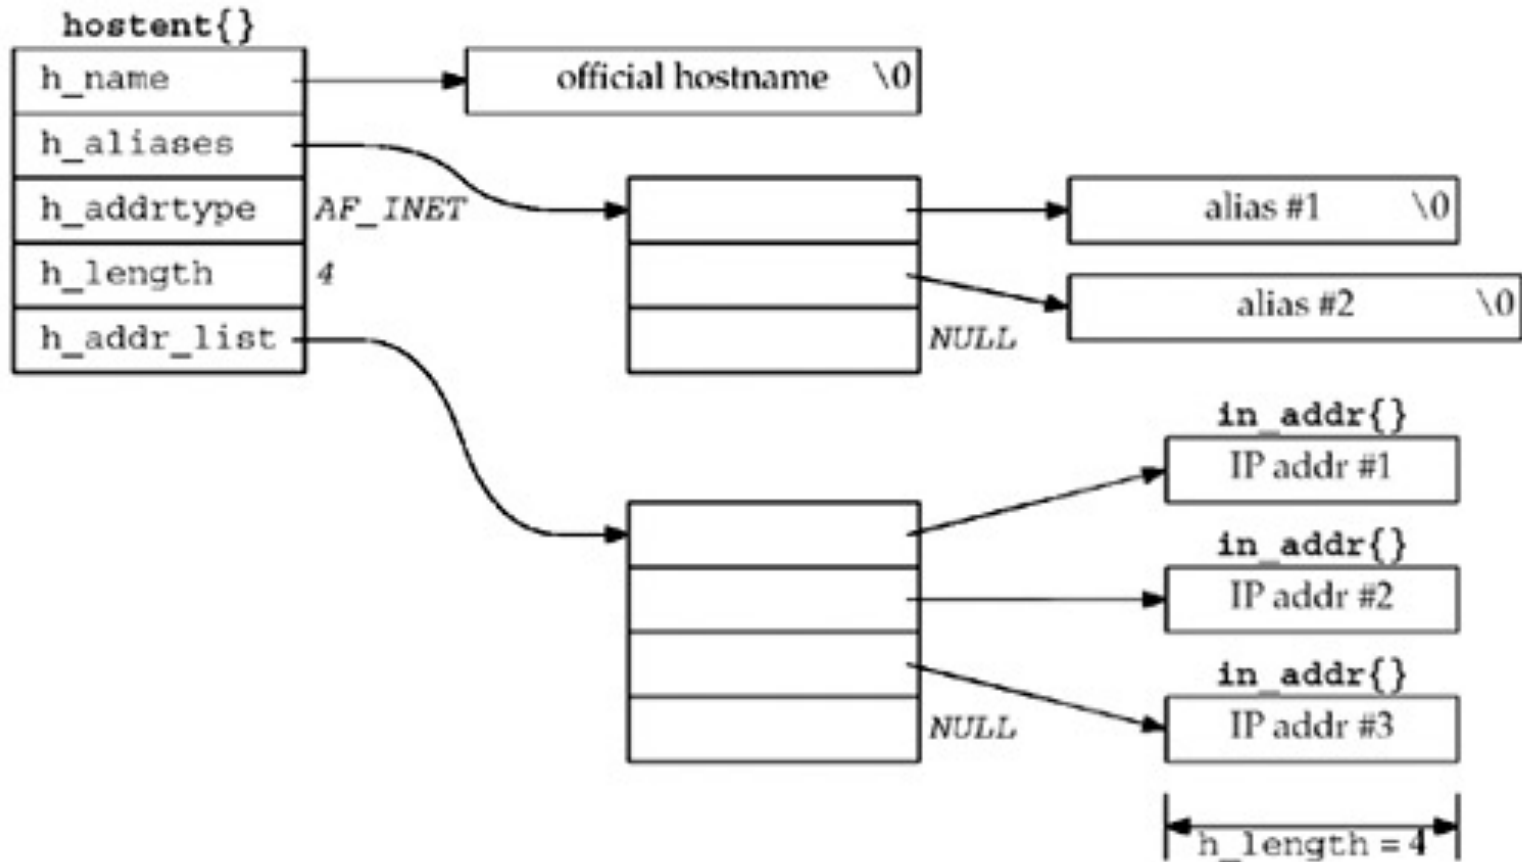 hostent{}
h_name
official hostname \0
h_aliases
h_addrtype AF_INET
alias #1 \0
h_length 4
alias #2 \0
h_addr_list
NULL
in_addr{}
IP addr #1
in_addr{}
IP addr #2
in_addr{}
IP addr #3
NULL
h_length = 4